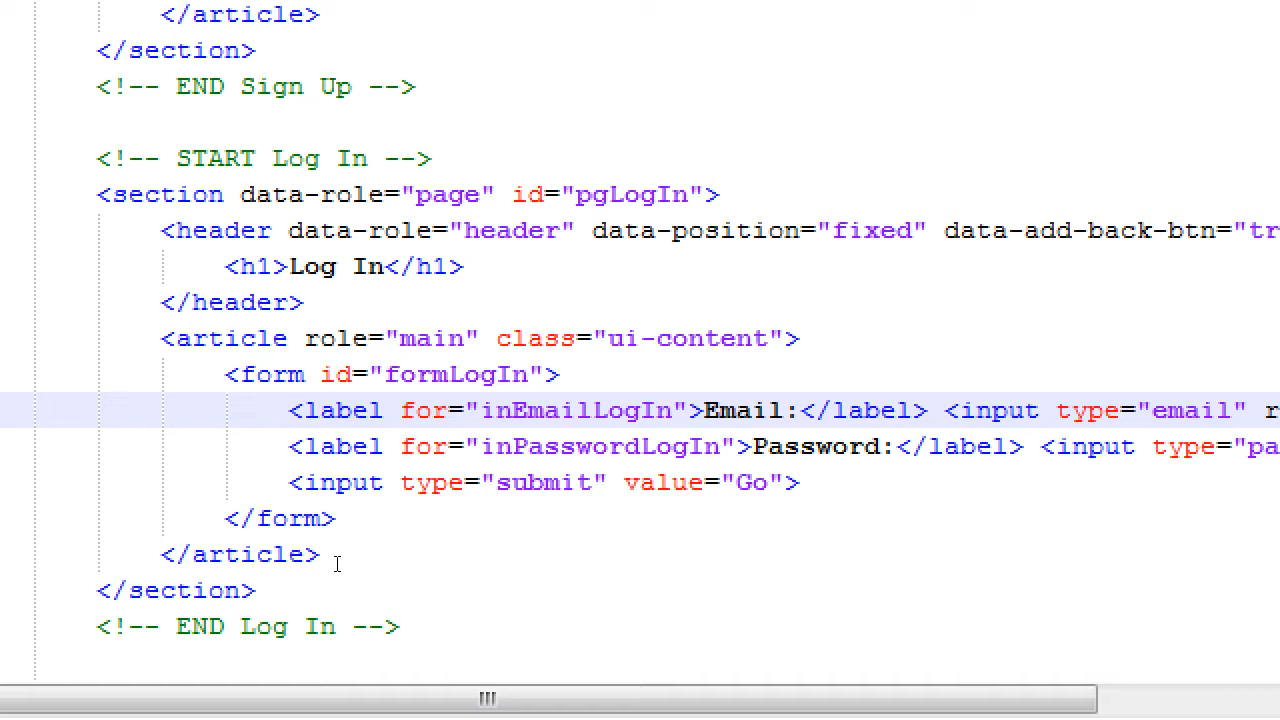 </article>
</section>
<!-- END Sign Up -->
<!-- START Log In -->
<section data-role="page" id="pgLogIn">
<header data-role="header" data-position="fixed" data-add-back-btn="tr
<h1>Log In</h1>
</header>
<article role="main" class="ui-content">
<form id="formLogIn">
<label for="inEmailLogIn">Email:</label> <input type="email" r
<label for="inPasswordLogIn">Password:</label> <input type="pa
<input type="submit" value="Go">
</form>
</article>
</section>
<!-- END Log In -->